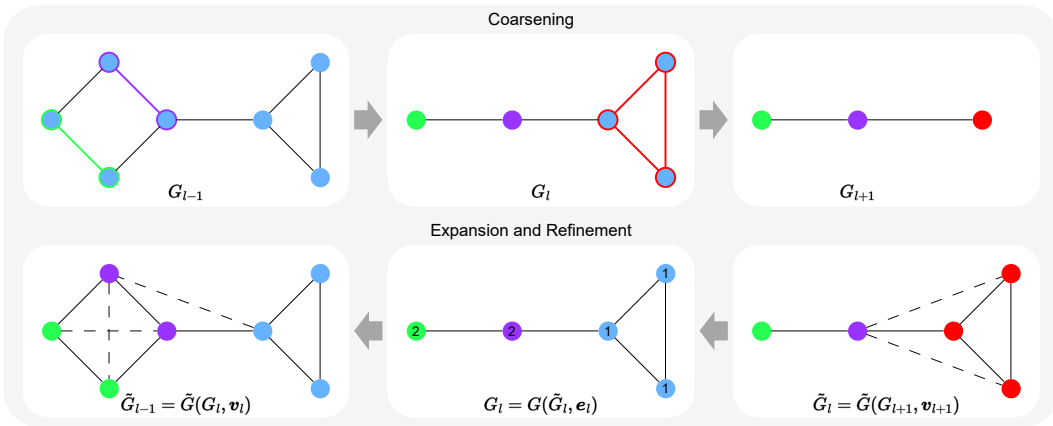 Coarsening
G_{l−1}
G_l
G_{l+1}
Expansion and Refinement
2
2
1
1
1
G̃_{l−1} = G̃(G_l, v_l)
G_l = G(G̃_l, e_l)
G̃_l = G̃(G_{l+1}, v_{l+1})